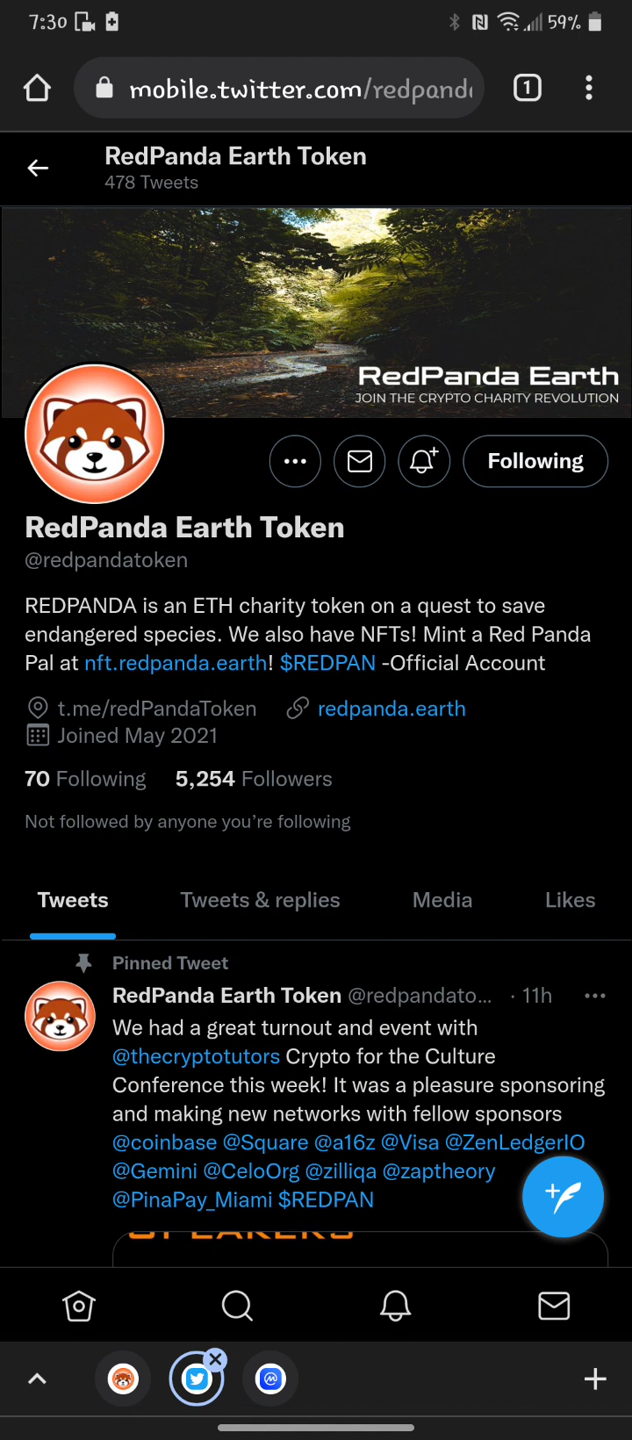 7:30
59%
mobile.twitter.com/redpand
1
RedPanda Earth Token
478 Tweets
RedPanda Earth
JOIN THE CRYPTO CHARITY REVOLUTION
Following
RedPanda Earth Token
@redpandatoken
REDPANDA is an ETH charity token on a quest to save
endangered species. We also have NFTs! Mint a Red Panda
Pal at nft.redpanda.earth! $REDPAN -Official Account
t.me/redPandaToken redpanda.earth
Joined May 2021
70 Following 5,254 Followers
Not followed by anyone you’re following
Tweets Tweets & replies Media Likes
Pinned Tweet
RedPanda Earth Token @redpandato... · 11h
We had a great turnout and event with
@thecryptotutors Crypto for the Culture
Conference this week! It was a pleasure sponsoring
and making new networks with fellow sponsors
@coinbase @Square @a16z @Visa @ZenLedgerIO
@Gemini @CeloOrg @zilliqa @zaptheory
@PinaPay_Miami $REDPAN
SPEAKERS